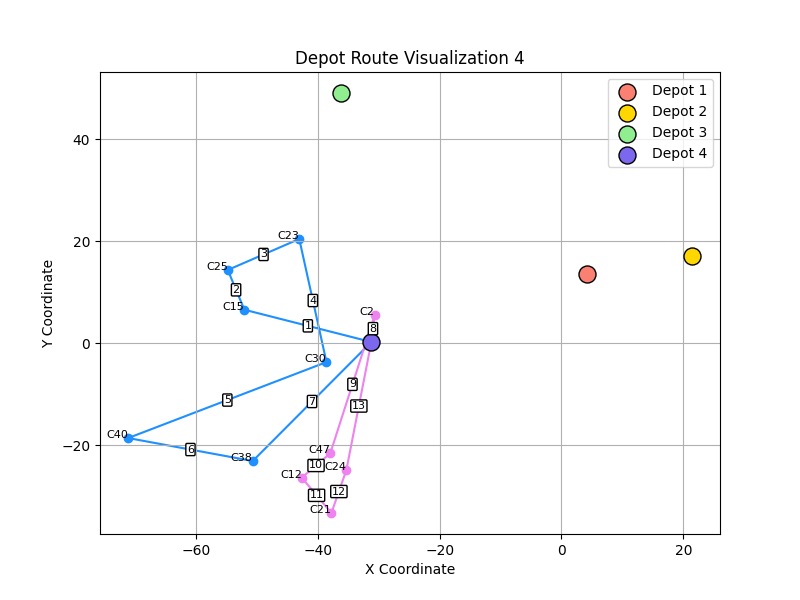 Depot Route Visualization 4
Depot 1
Depot 2
Depot 3
Depot 4
Y Coordinate
40
20
0
−20
C23
3
C25
2
C15
4
1
C2
8
C30
9
5
7
13
C40
6
C38
C47
10
C24
C12
11
12
C21
−60
−40
−20
0
20
X Coordinate